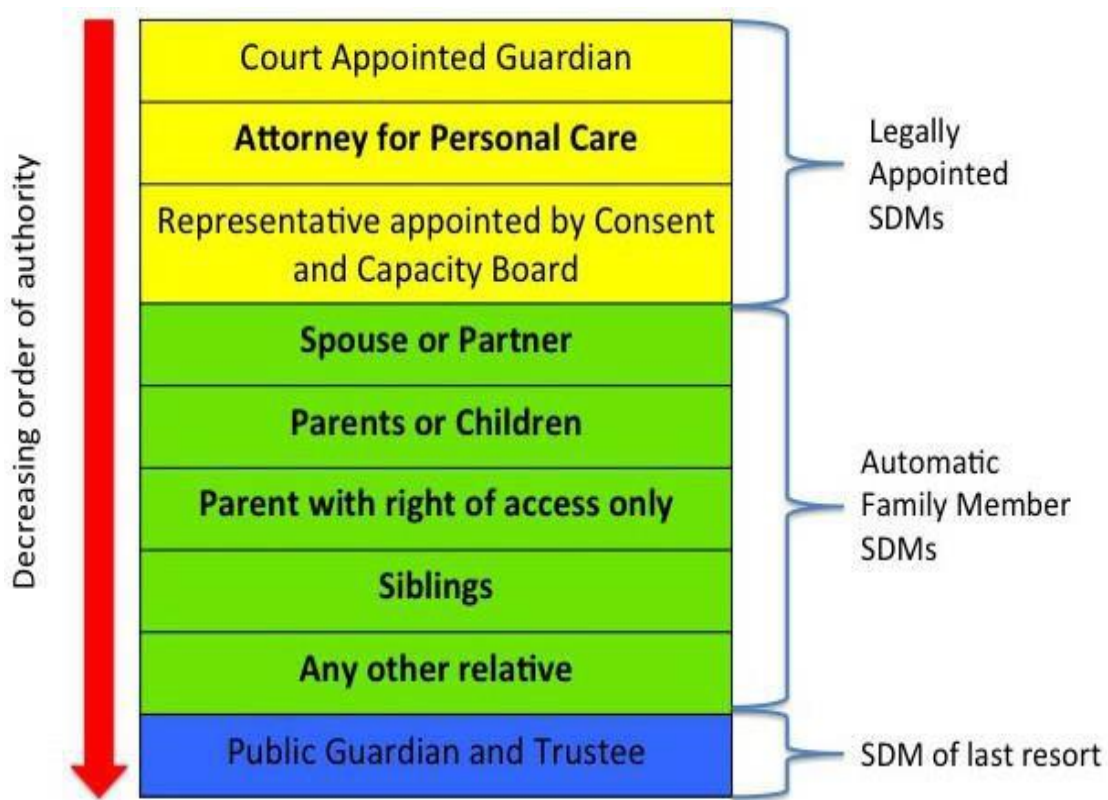 Decreasing order of authority
Court Appointed Guardian
Attorney for Personal Care
Representative appointed by Consent
and Capacity Board
Spouse or Partner
Parents or Children
Parent with right of access only
Siblings
Any other relative
Public Guardian and Trustee
Legally
Appointed
SDMs
Automatic
Family Member
SDMs
SDM of last resort